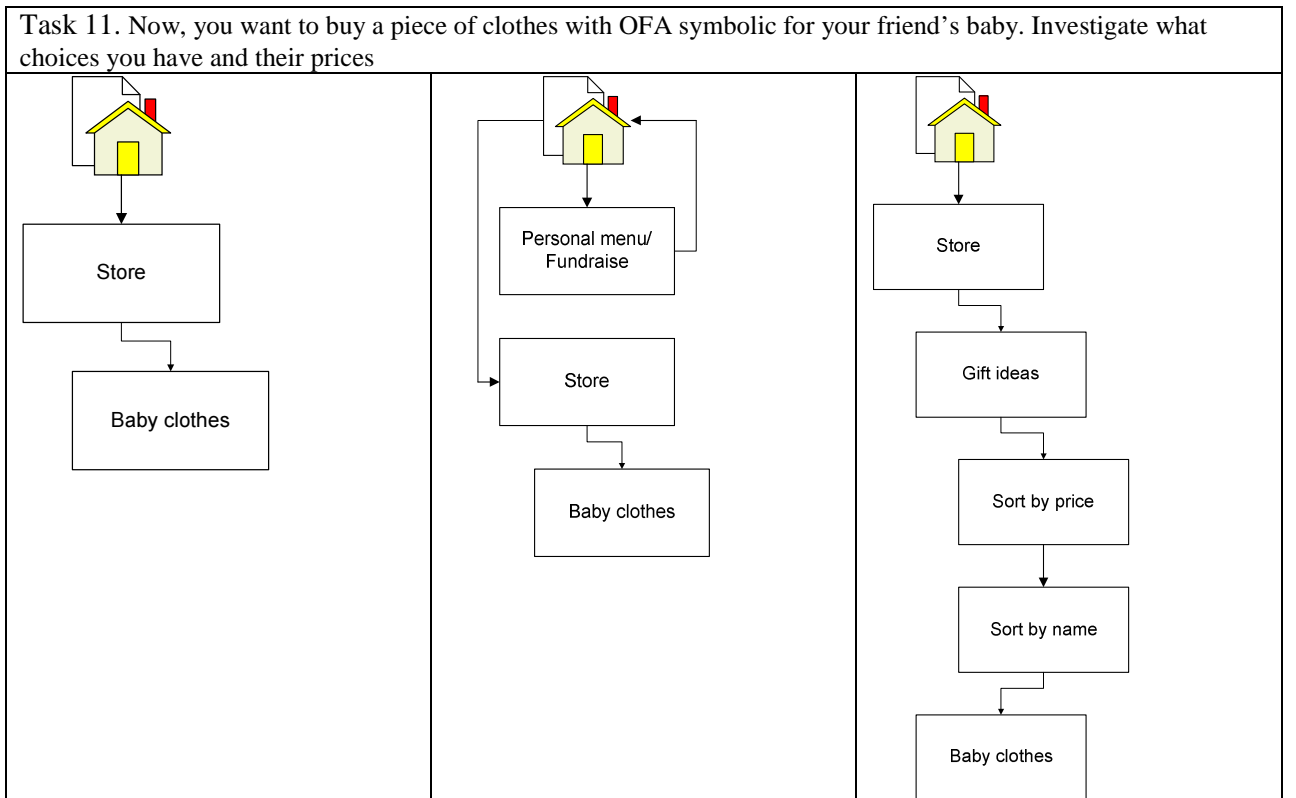 Task 11. Now, you want to buy a piece of clothes with OFA symbolic for your friend's baby. Investigate what
choices you have and their prices
Store
Baby clothes
Personal menu/
Fundraise
Store
Baby clothes
Store
Gift ideas
Sort by price
Sort by name
Baby clothes